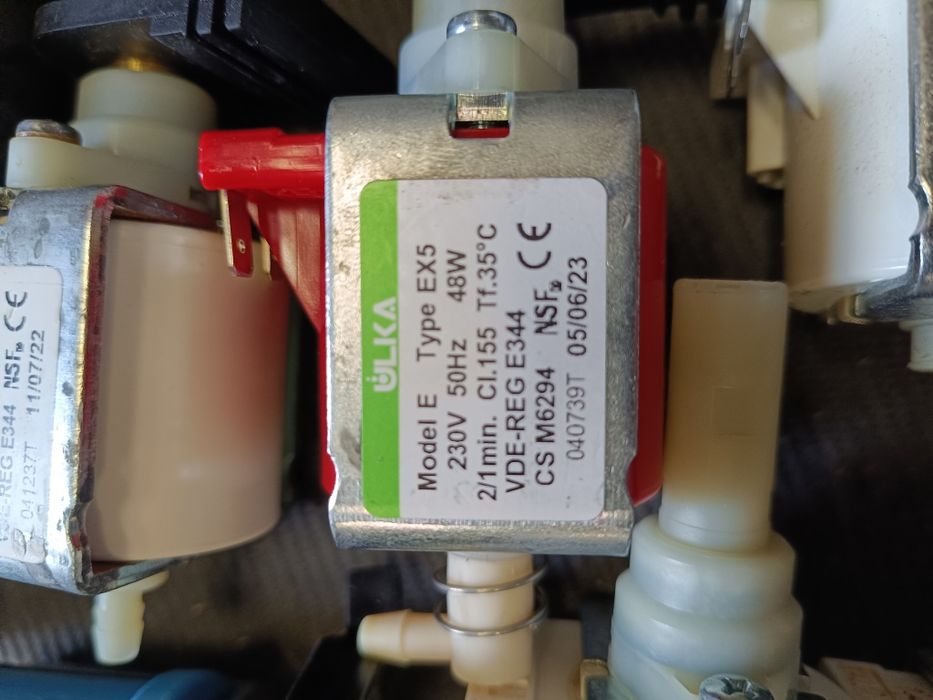 ULKA
Model E Type EX5
230V 50Hz 48W
2/1min. Cl.155 Tf.35°C
VDE-REG E344
CS M6294 NSF® CE
040739T 05/06/23
REG E344 NSF® CE
041237T 11/07/22